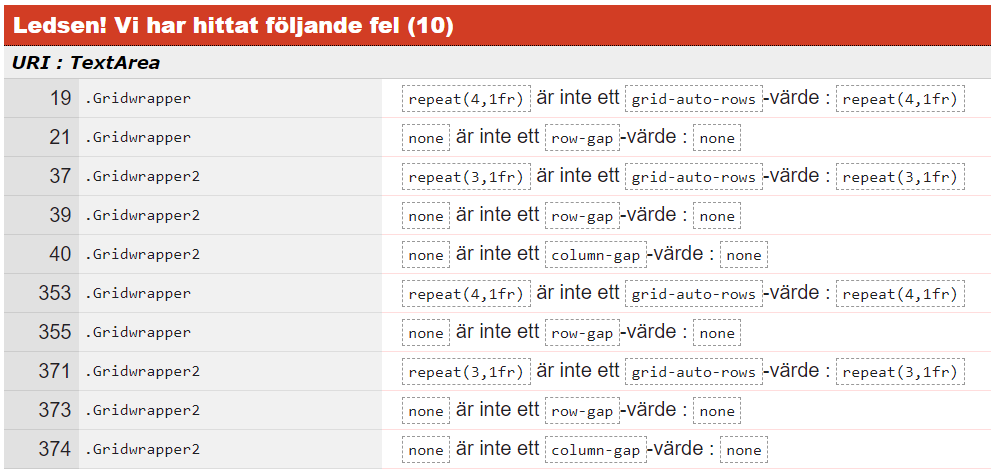 Ledsen! Vi har hittat följande fel (10)
URI : TextArea
19 .Gridwrapper repeat(4,1fr) är inte ett grid-auto-rows-värde : repeat(4,1fr)
21 .Gridwrapper none är inte ett row-gap-värde : none
37 .Gridwrapper2 repeat(3,1fr) är inte ett grid-auto-rows-värde : repeat(3,1fr)
39 .Gridwrapper2 none är inte ett row-gap-värde : none
40 .Gridwrapper2 none är inte ett column-gap-värde : none
353 .Gridwrapper repeat(4,1fr) är inte ett grid-auto-rows-värde : repeat(4,1fr)
355 .Gridwrapper none är inte ett row-gap-värde : none
371 .Gridwrapper2 repeat(3,1fr) är inte ett grid-auto-rows-värde : repeat(3,1fr)
373 .Gridwrapper2 none är inte ett row-gap-värde : none
374 .Gridwrapper2 none är inte ett column-gap-värde : none